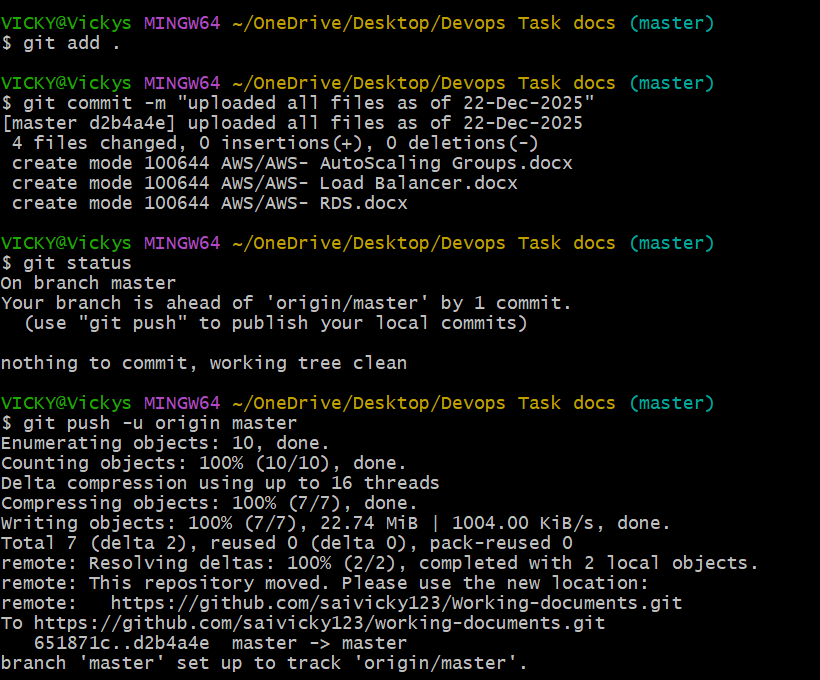 VICKY@Vickys MINGW64 ~/OneDrive/Desktop/Devops Task docs (master)
$ git add .
VICKY@Vickys MINGW64 ~/OneDrive/Desktop/Devops Task docs (master)
$ git commit -m "uploaded all files as of 22-Dec-2025"
[master d2b4a4e] uploaded all files as of 22-Dec-2025
 4 files changed, 0 insertions(+), 0 deletions(-)
 create mode 100644 AWS/AWS- AutoScaling Groups.docx
 create mode 100644 AWS/AWS- Load Balancer.docx
 create mode 100644 AWS/AWS- RDS.docx
VICKY@Vickys MINGW64 ~/OneDrive/Desktop/Devops Task docs (master)
$ git status
On branch master
Your branch is ahead of 'origin/master' by 1 commit.
  (use "git push" to publish your local commits)
nothing to commit, working tree clean
VICKY@Vickys MINGW64 ~/OneDrive/Desktop/Devops Task docs (master)
$ git push -u origin master
Enumerating objects: 10, done.
Counting objects: 100% (10/10), done.
Delta compression using up to 16 threads
Compressing objects: 100% (7/7), done.
Writing objects: 100% (7/7), 22.74 MiB | 1004.00 KiB/s, done.
Total 7 (delta 2), reused 0 (delta 0), pack-reused 0
remote: Resolving deltas: 100% (2/2), completed with 2 local objects.
remote: This repository moved. Please use the new location:
remote:   https://github.com/saivicky123/Working-documents.git
To https://github.com/saivicky123/working-documents.git
   651871c..d2b4a4e  master -> master
branch 'master' set up to track 'origin/master'.